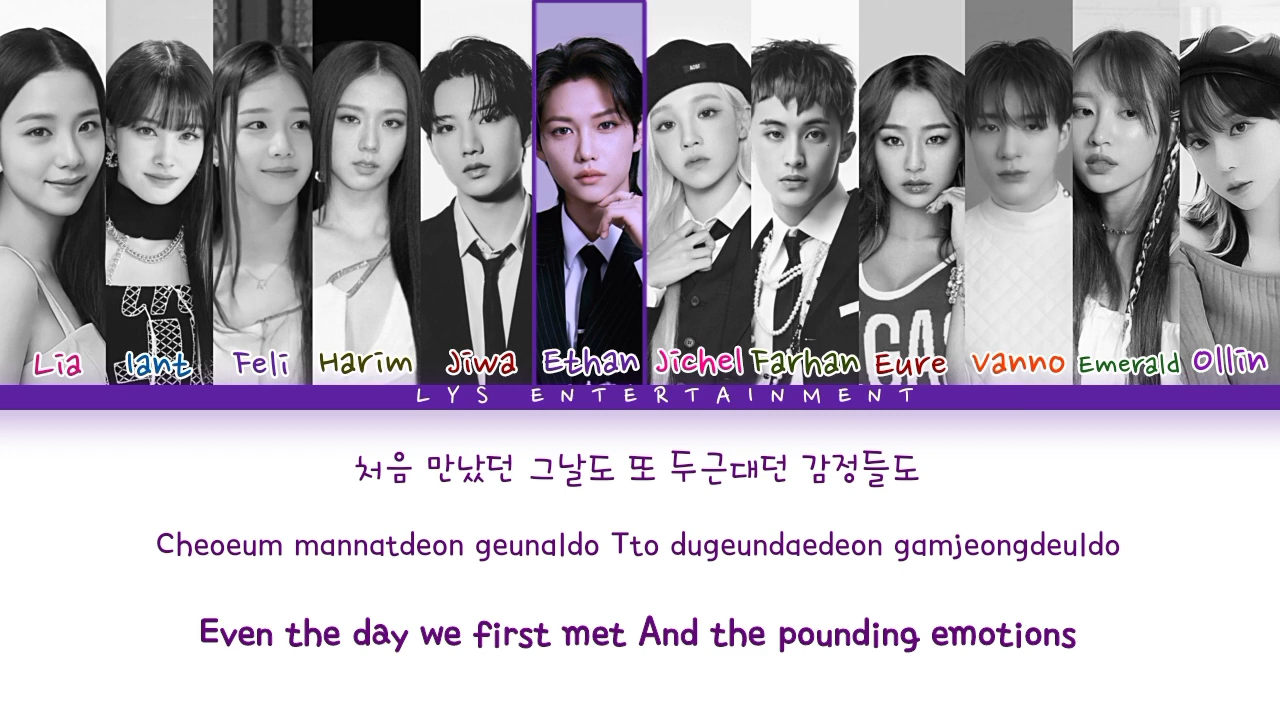 Lia Iant Feli Harim Jiwa Ethan Jichel Farhan Eure Vanno Emerald Ollin
LYS ENTERTAINMENT
처음 만났던 그날도 또 두근대던 감정들도
Cheoeum mannatdeon geunaldo Tto dugeundaedeon gamjeongdeuldo
Even the day we first met And the pounding emotions